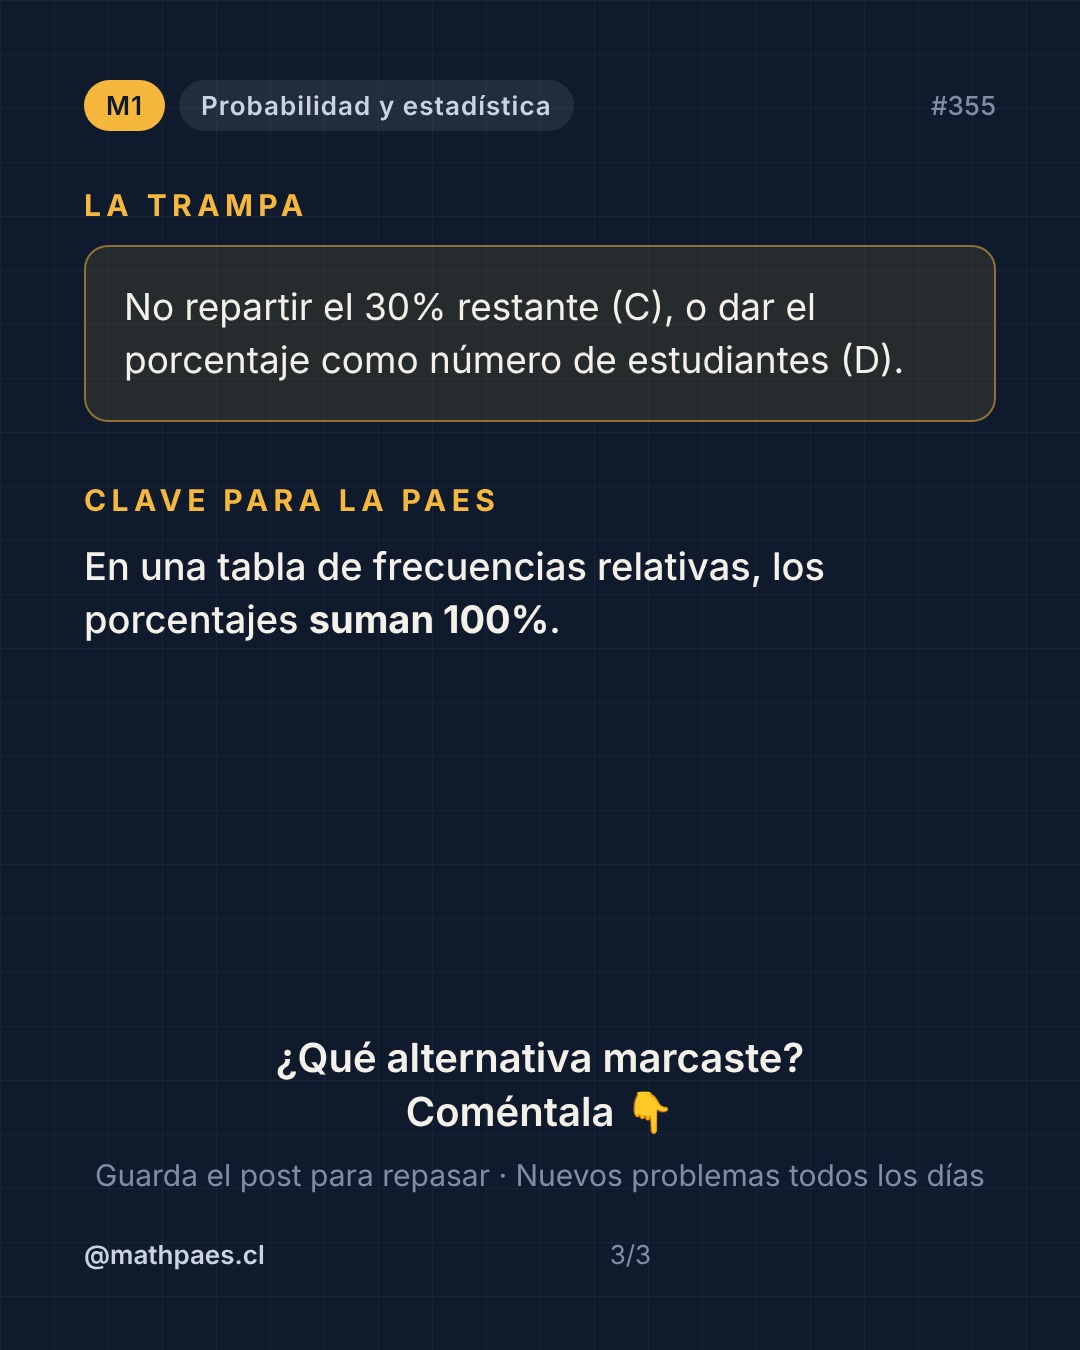 M1 Probabilidad y estadística #355
LA TRAMPA
No repartir el 30% restante (C), o dar el
porcentaje como número de estudiantes (D).
CLAVE PARA LA PAES
En una tabla de frecuencias relativas, los
porcentajes suman 100%.
¿Qué alternativa marcaste?
Coméntala 👇
Guarda el post para repasar · Nuevos problemas todos los días
@mathpaes.cl 3/3